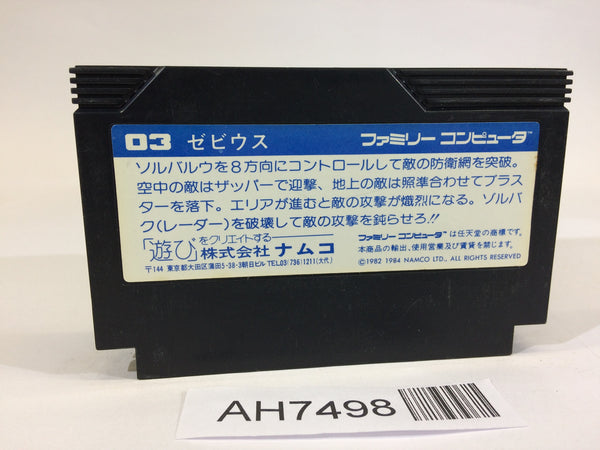 03 ゼビウス ファミリー コンピュータ™
ソルバルウを8方向にコントロールして敵の防衛網を突破。
空中の敵はザッパーで迎撃、地上の敵は照準合わせてブラス
ターを落下。エリアが進むと敵の攻撃が熾烈になる。ソルバ
ク(レーダー)を破壊して敵の攻撃を鈍らせろ!!
「遊び」をクリエイトする
株式会社 ナムコ
〒144 東京都大田区蒲田5-38-3朝日ビル TEL.03(736)1211(大代)
ファミリー コンピュータ™ は任天堂の商標です。
本商品の輸出、使用営業及び賃貸を禁じます。
©1982 1984 NAMCO LTD., ALL RIGHTS RESERVED
AH7498